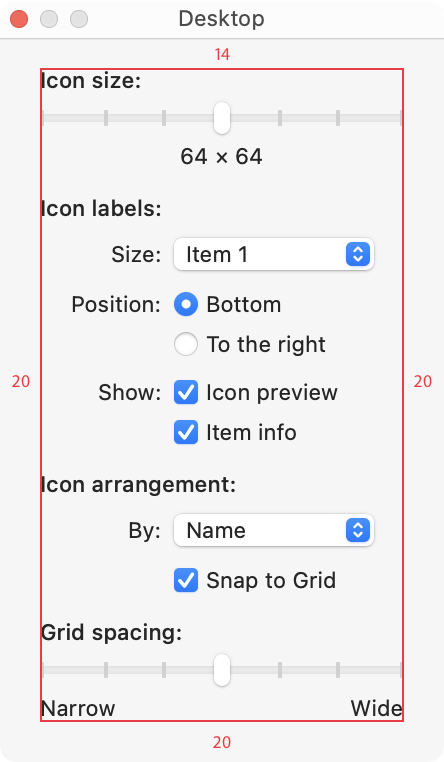 Desktop
14
Icon size:
64 × 64
Icon labels:
Size: Item 1
Position: Bottom
To the right
20
20
Show: Icon preview
Item info
Icon arrangement:
By: Name
Snap to Grid
Grid spacing:
Narrow Wide
20